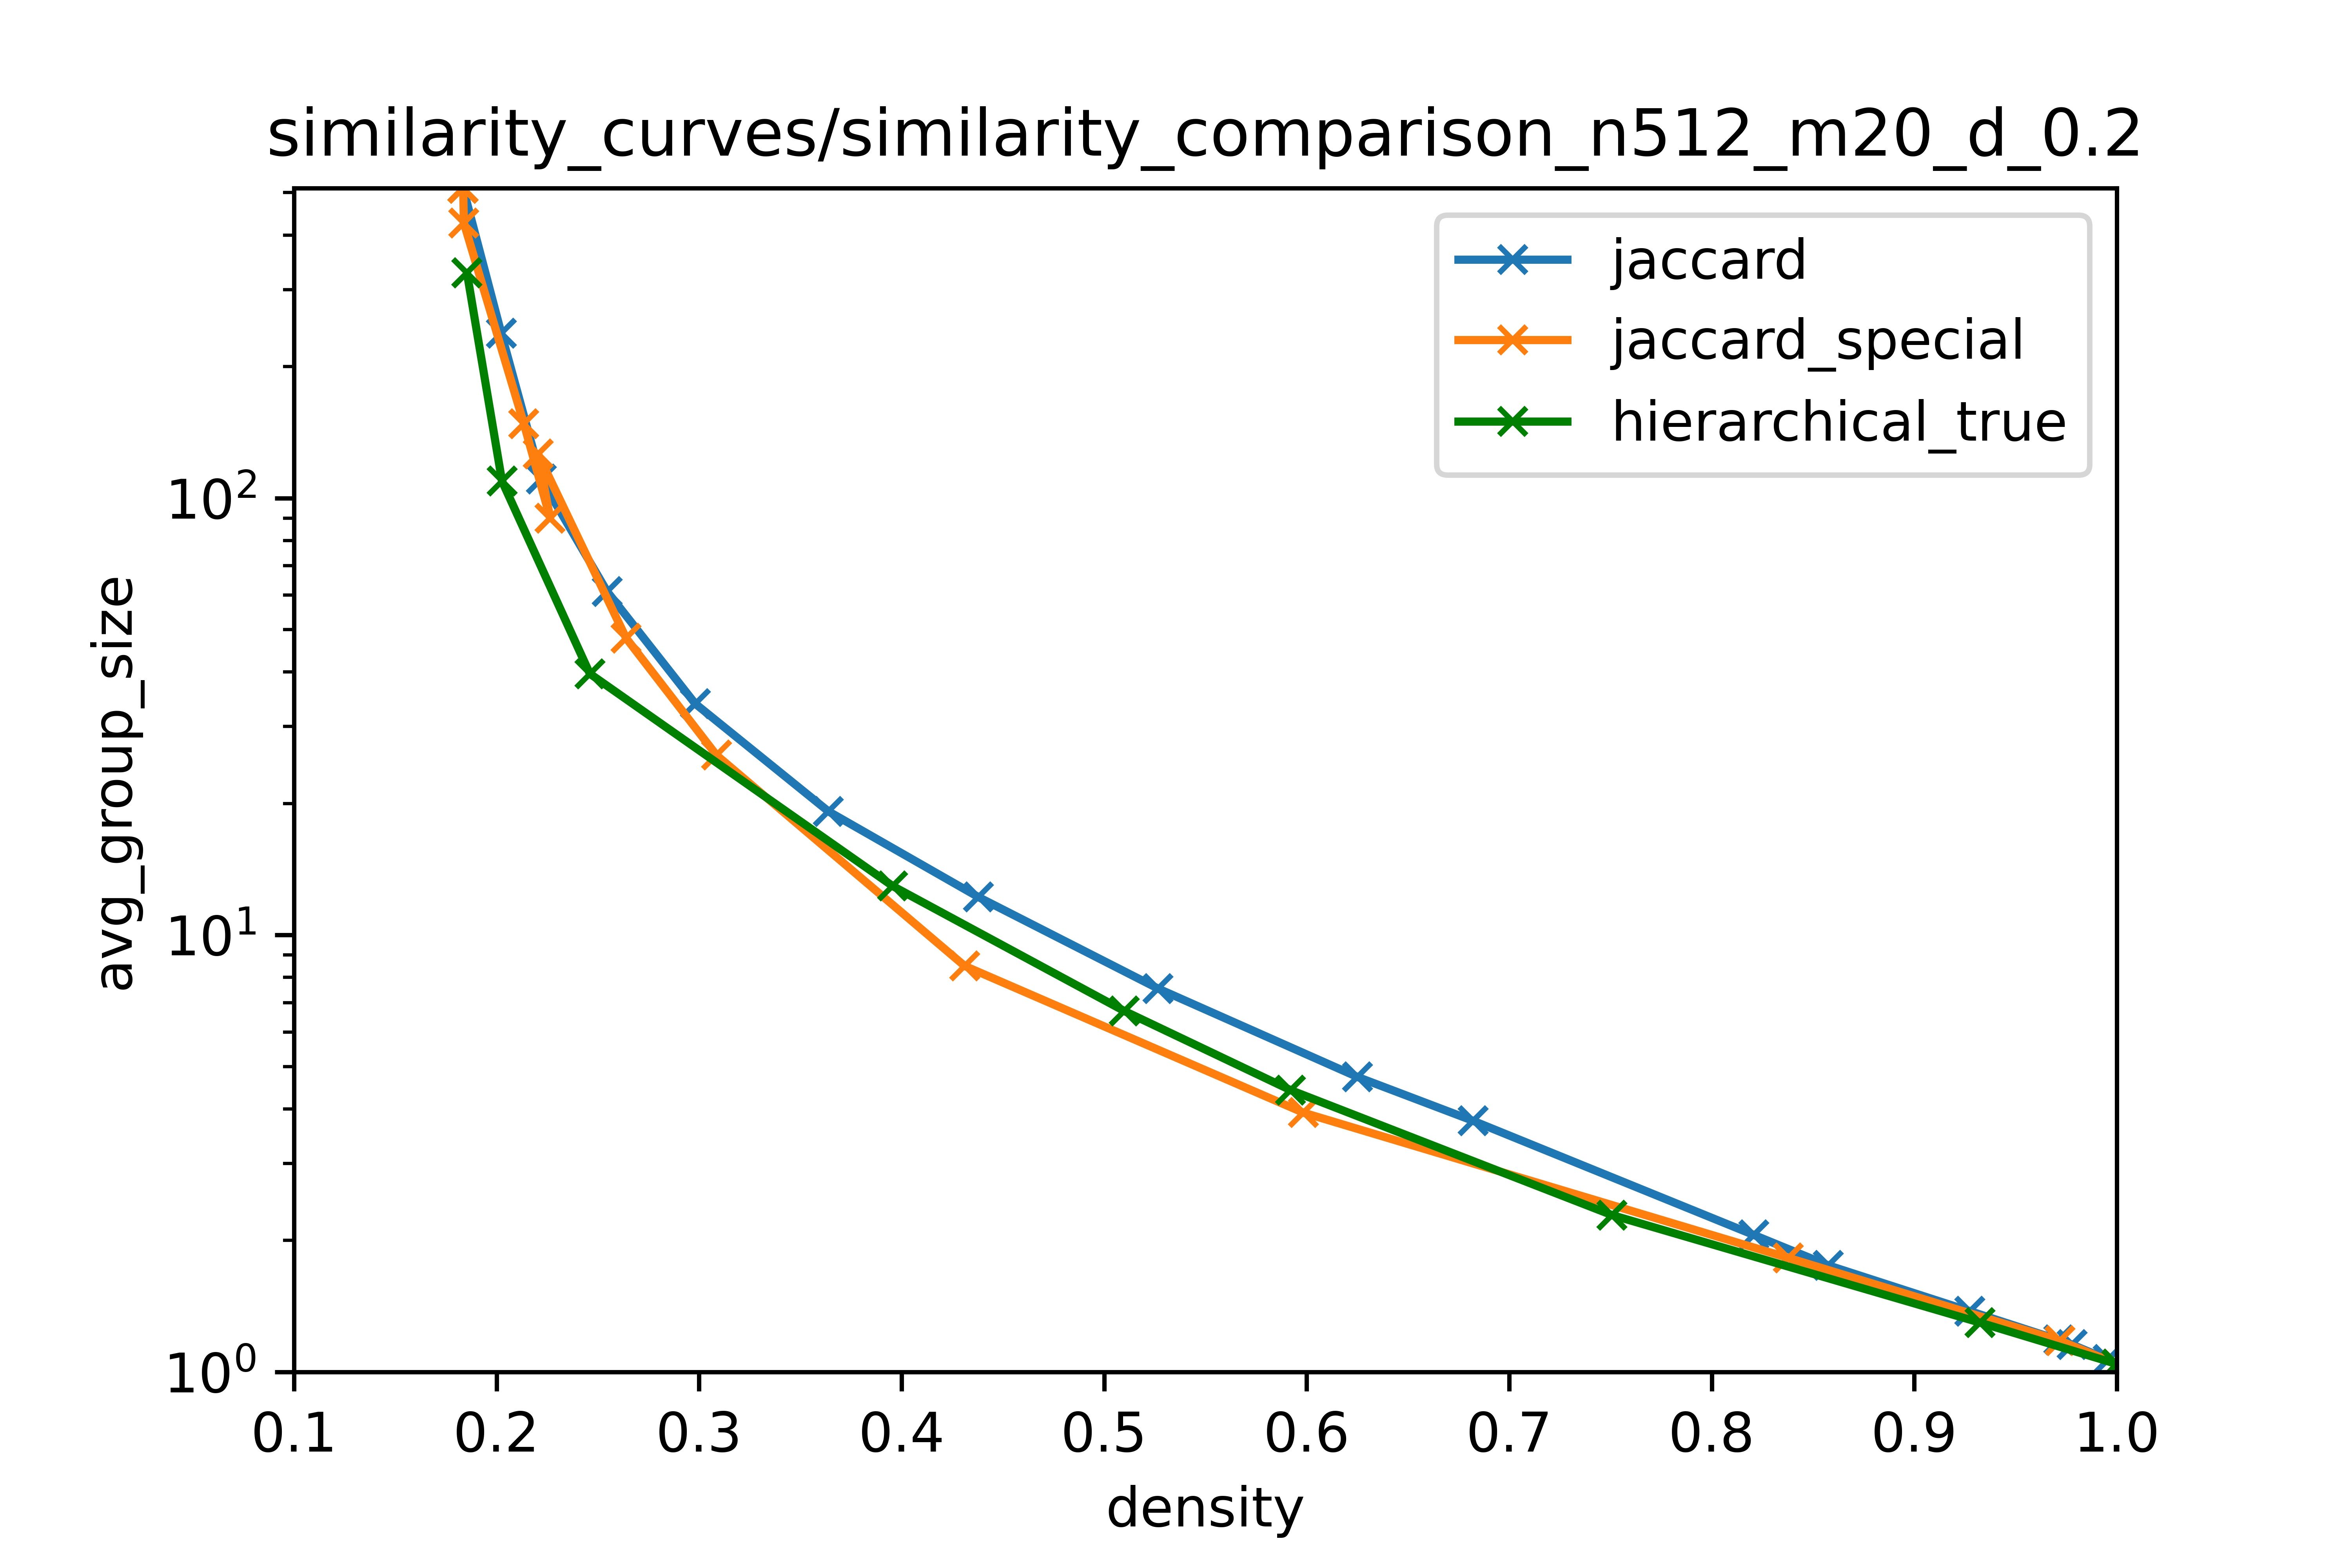 similarity_curves/similarity_comparison_n512_m20_d_0.2
jaccard
jaccard_special
hierarchical_true
avg_group_size
10²
10¹
10⁰
0.1 0.2 0.3 0.4 0.5 0.6 0.7 0.8 0.9 1.0
density